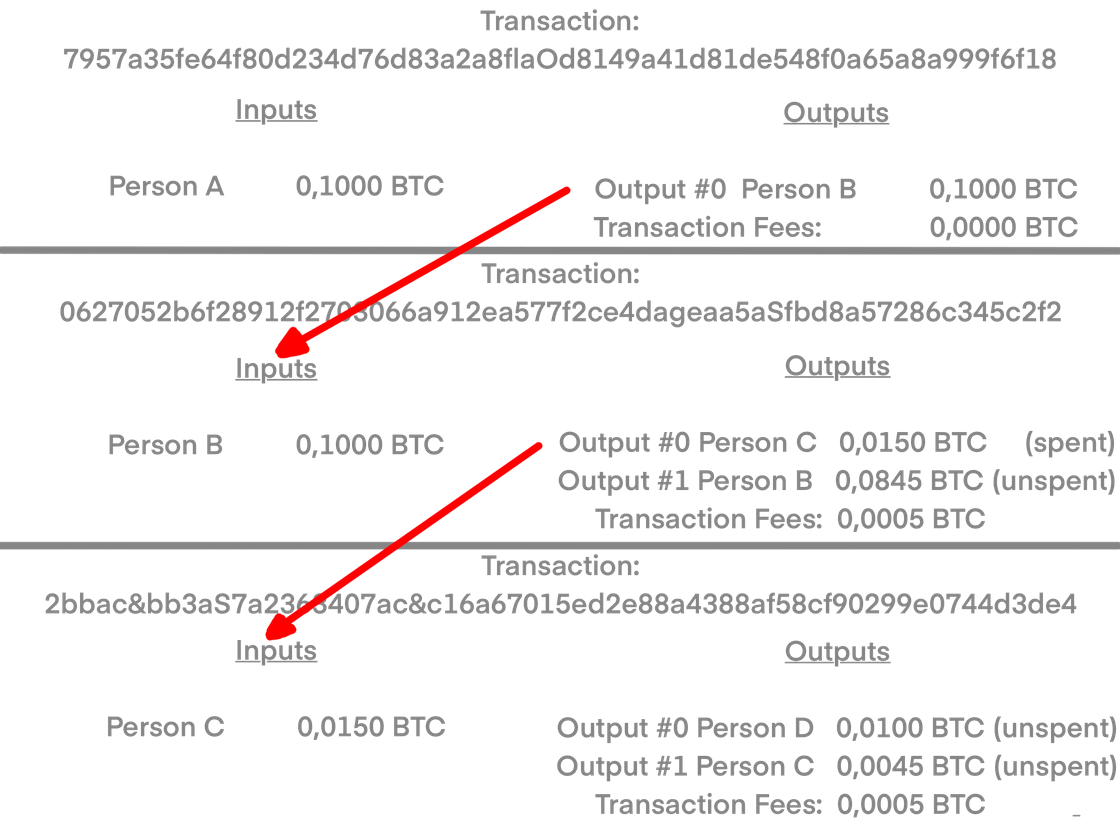 Transaction:
7957a35fe64f80d234d76d83a2a8flaOd8149a41d81de548f0a65a8a999f6f18
Inputs Outputs
Person A 0,1000 BTC Output #0 Person B 0,1000 BTC
Transaction Fees: 0,0000 BTC
Transaction:
0627052b6f28912f2703066a912ea577f2ce4dageaa5aSfbd8a57286c345c2f2
Inputs Outputs
Person B 0,1000 BTC Output #0 Person C 0,0150 BTC (spent)
Output #1 Person B 0,0845 BTC (unspent)
Transaction Fees: 0,0005 BTC
Transaction:
2bbac&bb3aS7a2368407ac&c16a67015ed2e88a4388af58cf90299e0744d3de4
Inputs Outputs
Person C 0,0150 BTC Output #0 Person D 0,0100 BTC (unspent)
Output #1 Person C 0,0045 BTC (unspent)
Transaction Fees: 0,0005 BTC